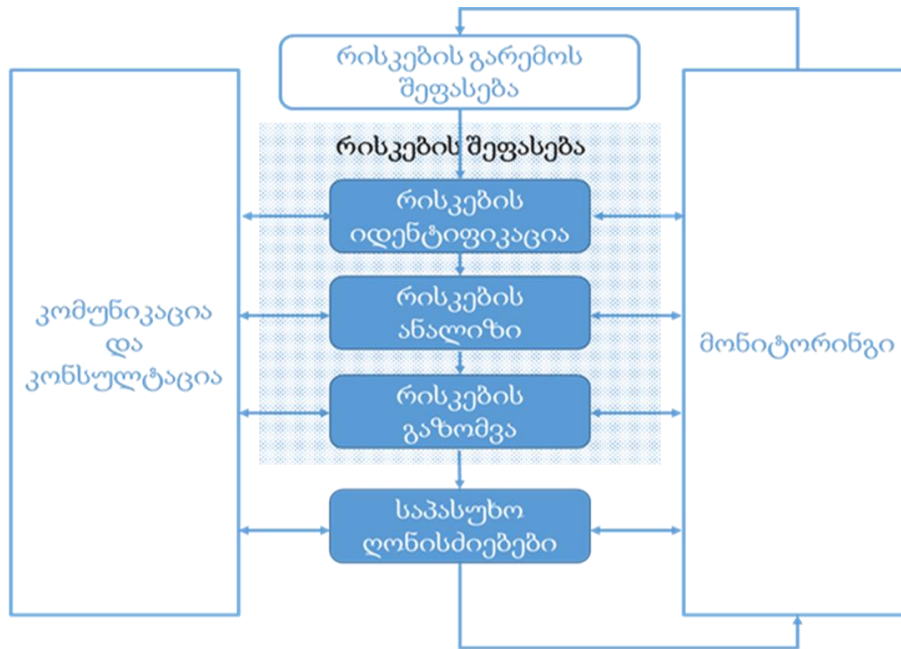 რისკების გარემოს
შეფასება
რისკების შეფასება
რისკების
იდენტიფიკაცია
რისკების
ანალიზი
რისკების
გაზომვა
საპასუხო
ღონისძიებები
კომუნიკაცია
და
კონსულტაცია
მონიტორინგი